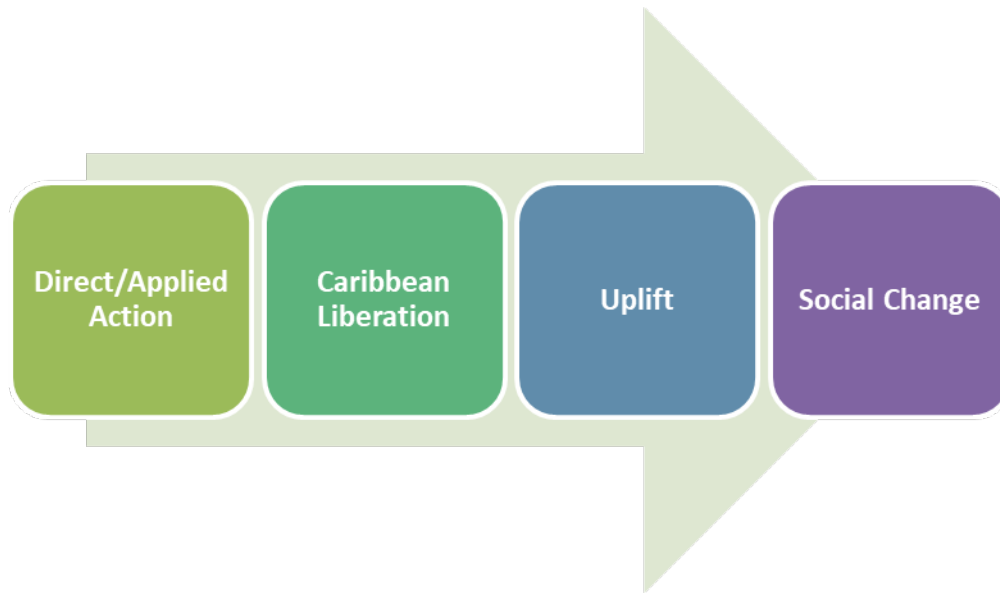 Direct/Applied
Action
Caribbean
Liberation
Uplift
Social Change